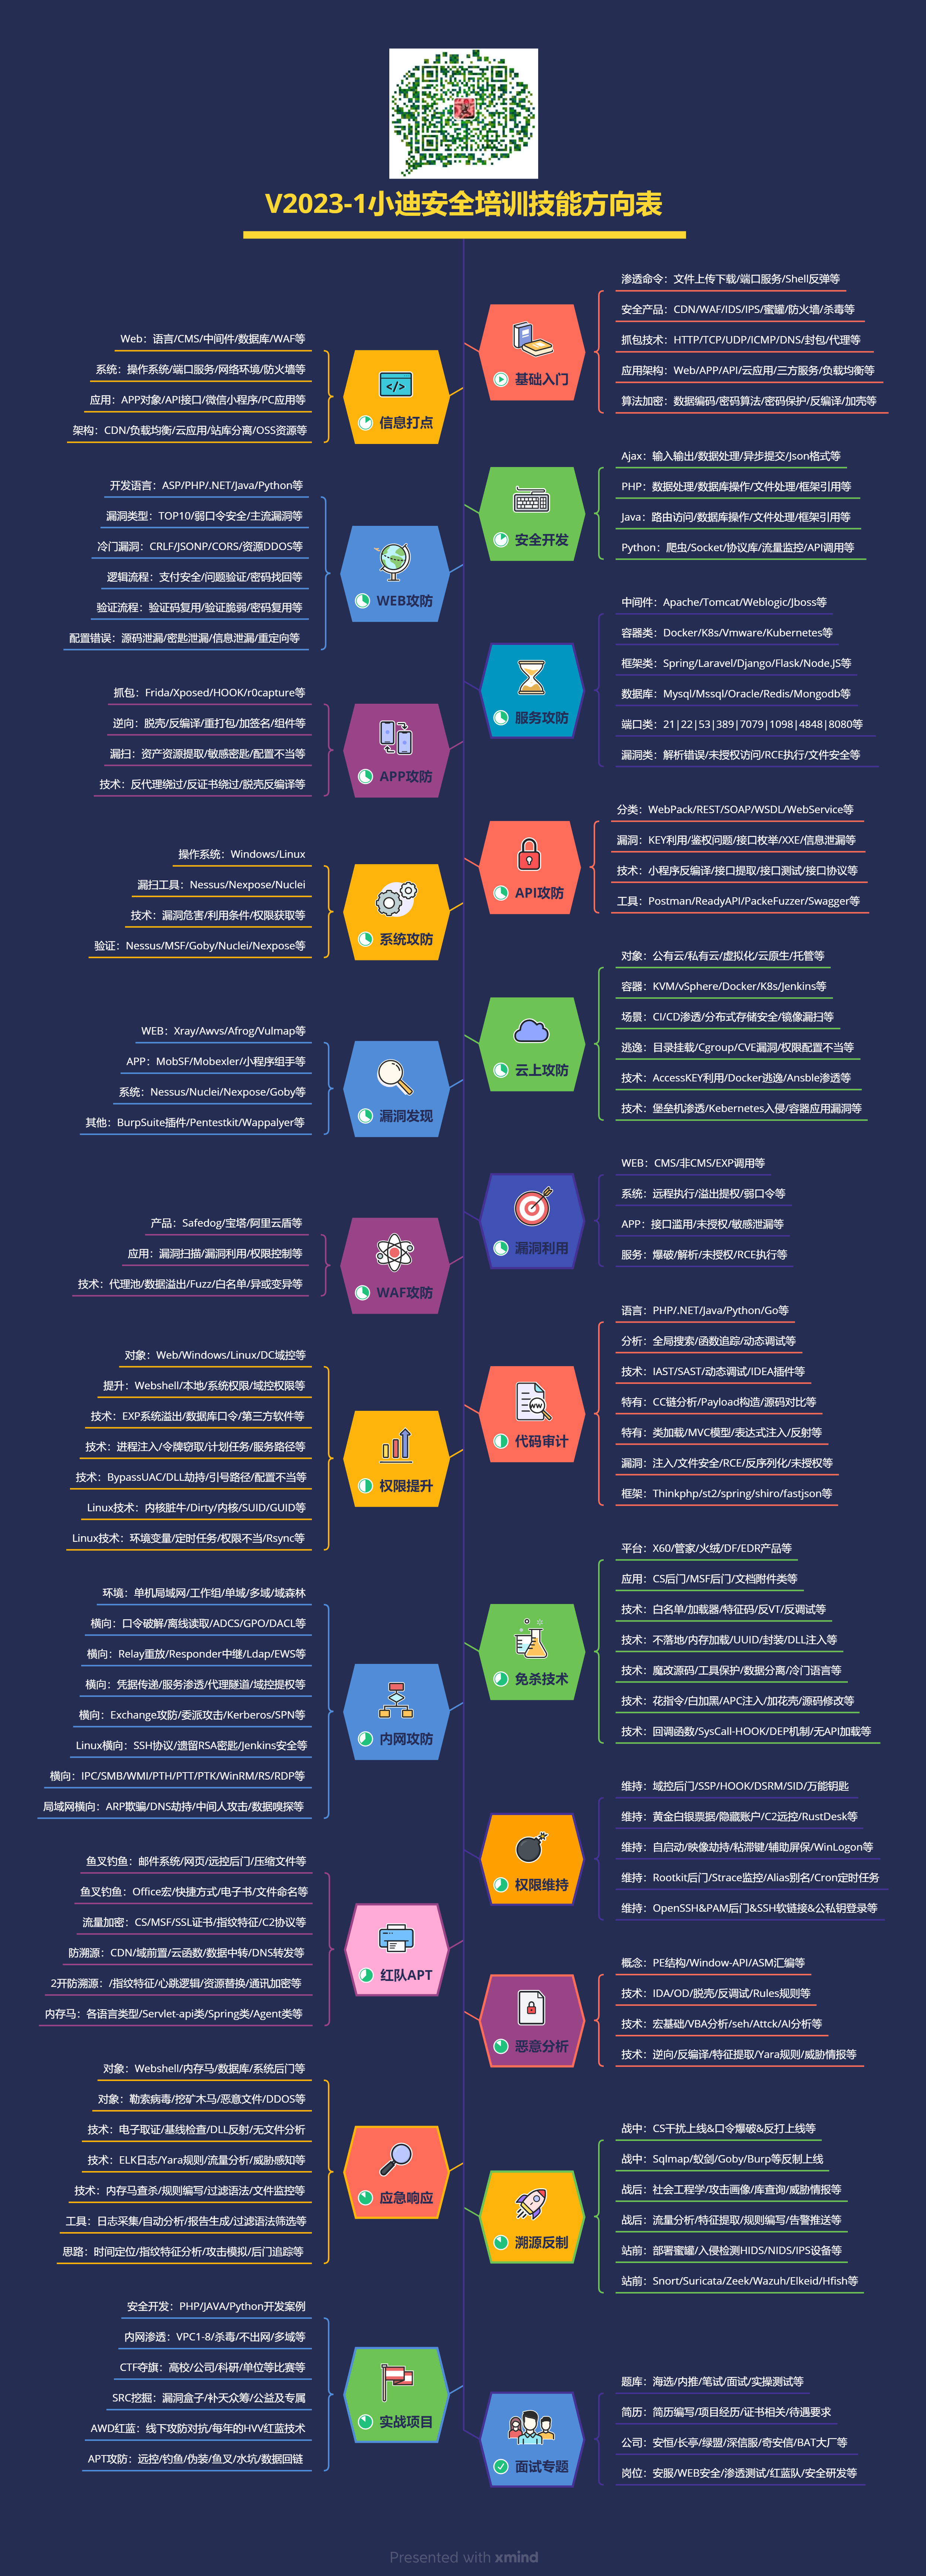 V2023-1小迪安全培训技能方向表
基础入门
渗透命令：文件上传下载/端口服务/Shell反弹等
安全产品：CDN/WAF/IDS/IPS/蜜罐/防火墙/杀毒等
抓包技术：HTTP/TCP/UDP/ICMP/DNS/封包/代理等
应用架构：Web/APP/API/云应用/三方服务/负载均衡等
算法加密：数据编码/密码算法/密码保护/反编译/加壳等
信息打点
Web：语言/CMS/中间件/数据库/WAF等
系统：操作系统/端口服务/网络环境/防火墙等
应用：APP对象/API接口/微信小程序/PC应用等
架构：CDN/负载均衡/云应用/站库分离/OSS资源等
安全开发
Ajax：输入输出/数据处理/异步提交/Json格式等
PHP：数据处理/数据库操作/文件处理/框架引用等
Java：路由访问/数据库操作/文件处理/框架引用等
Python：爬虫/Socket/协议库/流量监控/API调用等
WEB攻防
开发语言：ASP/PHP/.NET/Java/Python等
漏洞类型：TOP10/弱口令安全/主流漏洞等
冷门漏洞：CRLF/JSONP/CORS/资源DDOS等
逻辑流程：支付安全/问题验证/密码找回等
验证流程：验证码复用/验证脆弱/密码复用等
配置错误：源码泄漏/密匙泄漏/信息泄漏/重定向等
服务攻防
中间件：Apache/Tomcat/Weblogic/Jboss等
容器类：Docker/K8s/Vmware/Kubernetes等
框架类：Spring/Laravel/Django/Flask/Node.JS等
数据库：Mysql/Mssql/Oracle/Redis/Mongodb等
端口类：21|22|53|389|7079|1098|4848|8080等
漏洞类：解析错误/未授权访问/RCE执行/文件安全等
APP攻防
抓包：Frida/Xposed/HOOK/r0capture等
逆向：脱壳/反编译/重打包/加签名/组件等
漏扫：资产资源提取/敏感密匙/配置不当等
技术：反代理绕过/反证书绕过/脱壳反编译等
API攻防
分类：WebPack/REST/SOAP/WSDL/WebService等
漏洞：KEY利用/鉴权问题/接口枚举/XXE/信息泄漏等
技术：小程序反编译/接口提取/接口测试/接口协议等
工具：Postman/ReadyAPI/PackeFuzzer/Swagger等
系统攻防
操作系统：Windows/Linux
漏扫工具：Nessus/Nexpose/Nuclei
技术：漏洞危害/利用条件/权限获取等
验证：Nessus/MSF/Goby/Nuclei/Nexpose等
云上攻防
对象：公有云/私有云/虚拟化/云原生/托管等
容器：KVM/vSphere/Docker/K8s/Jenkins等
场景：CI/CD渗透/分布式存储安全/镜像漏扫等
逃逸：目录挂载/Cgroup/CVE漏洞/权限配置不当等
技术：AccessKEY利用/Docker逃逸/Ansble渗透等
技术：堡垒机渗透/Kebernetes入侵/容器应用漏洞等
漏洞发现
WEB：Xray/Awvs/Afrog/Vulmap等
APP：MobSF/Mobexler/小程序组手等
系统：Nessus/Nuclei/Nexpose/Goby等
其他：BurpSuite插件/Pentestkit/Wappalyer等
漏洞利用
WEB：CMS/非CMS/EXP调用等
系统：远程执行/溢出提权/弱口令等
APP：接口滥用/未授权/敏感泄漏等
服务：爆破/解析/未授权/RCE执行等
WAF攻防
产品：Safedog/宝塔/阿里云盾等
应用：漏洞扫描/漏洞利用/权限控制等
技术：代理池/数据溢出/Fuzz/白名单/异或变异等
代码审计
语言：PHP/.NET/Java/Python/Go等
分析：全局搜索/函数追踪/动态调试等
技术：IAST/SAST/动态调试/IDEA插件等
特有：CC链分析/Payload构造/源码对比等
特有：类加载/MVC模型/表达式注入/反射等
漏洞：注入/文件安全/RCE/反序列化/未授权等
框架：Thinkphp/st2/spring/shiro/fastjson等
权限提升
对象：Web/Windows/Linux/DC域控等
提升：Webshell/本地/系统权限/域控权限等
技术：EXP系统溢出/数据库口令/第三方软件等
技术：进程注入/令牌窃取/计划任务/服务路径等
技术：BypassUAC/DLL劫持/引号路径/配置不当等
Linux技术：内核脏牛/Dirty/内核/SUID/GUID等
Linux技术：环境变量/定时任务/权限不当/Rsync等
免杀技术
平台：X60/管家/火绒/DF/EDR产品等
应用：CS后门/MSF后门/文档附件类等
技术：白名单/加载器/特征码/反VT/反调试等
技术：不落地/内存加载/UUID/封装/DLL注入等
技术：魔改源码/工具保护/数据分离/冷门语言等
技术：花指令/白加黑/APC注入/加花壳/源码修改等
技术：回调函数/SysCall-HOOK/DEP机制/无API加载等
内网攻防
环境：单机局域网/工作组/单域/多域/域森林
横向：口令破解/离线读取/ADCS/GPO/DACL等
横向：Relay重放/Responder中继/Ldap/EWS等
横向：凭据传递/服务渗透/代理隧道/域控提权等
横向：Exchange攻防/委派攻击/Kerberos/SPN等
Linux横向：SSH协议/遗留RSA密匙/Jenkins安全等
横向：IPC/SMB/WMI/PTH/PTT/PTK/WinRM/RS/RDP等
局域网横向：ARP欺骗/DNS劫持/中间人攻击/数据嗅探等
权限维持
维持：域控后门/SSP/HOOK/DSRM/SID/万能钥匙
维持：黄金白银票据/隐藏账户/C2远控/RustDesk等
维持：自启动/映像劫持/粘滞键/辅助屏保/WinLogon等
维持：Rootkit后门/Strace监控/Alias别名/Cron定时任务
维持：OpenSSH&PAM后门&SSH软链接&公私钥登录等
红队APT
鱼叉钓鱼：邮件系统/网页/远控后门/压缩文件等
鱼叉钓鱼：Office宏/快捷方式/电子书/文件命名等
流量加密：CS/MSF/SSL证书/指纹特征/C2协议等
防溯源：CDN/域前置/云函数/数据中转/DNS转发等
2开防溯源：/指纹特征/心跳逻辑/资源替换/通讯加密等
内存马：各语言类型/Servlet-api类/Spring类/Agent类等
恶意分析
概念：PE结构/Window-API/ASM汇编等
技术：IDA/OD/脱壳/反调试/Rules规则等
技术：宏基础/VBA分析/seh/Attck/AI分析等
技术：逆向/反编译/特征提取/Yara规则/威胁情报等
应急响应
对象：Webshell/内存马/数据库/系统后门等
对象：勒索病毒/挖矿木马/恶意文件/DDOS等
技术：电子取证/基线检查/DLL反射/无文件分析
技术：ELK日志/Yara规则/流量分析/威胁感知等
技术：内存马查杀/规则编写/过滤语法/文件监控等
工具：日志采集/自动分析/报告生成/过滤语法筛选等
思路：时间定位/指纹特征分析/攻击模拟/后门追踪等
溯源反制
战中：CS干扰上线&口令爆破&反打上线等
战中：Sqlmap/蚁剑/Goby/Burp等反制上线
战后：社会工程学/攻击画像/库查询/威胁情报等
战后：流量分析/特征提取/规则编写/告警推送等
站前：部署蜜罐/入侵检测HIDS/NIDS/IPS设备等
站前：Snort/Suricata/Zeek/Wazuh/Elkeid/Hfish等
实战项目
安全开发：PHP/JAVA/Python开发案例
内网渗透：VPC1-8/杀毒/不出网/多域等
CTF夺旗：高校/公司/科研/单位等比赛等
SRC挖掘：漏洞盒子/补天众筹/公益及专属
AWD红蓝：线下攻防对抗/每年的HVV红蓝技术
APT攻防：远控/钓鱼/伪装/鱼叉/水坑/数据回链
面试专题
题库：海选/内推/笔试/面试/实操测试等
简历：简历编写/项目经历/证书相关/待遇要求
公司：安恒/长亭/绿盟/深信服/奇安信/BAT大厂等
岗位：安服/WEB安全/渗透测试/红蓝队/安全研发等
Presented with xmind